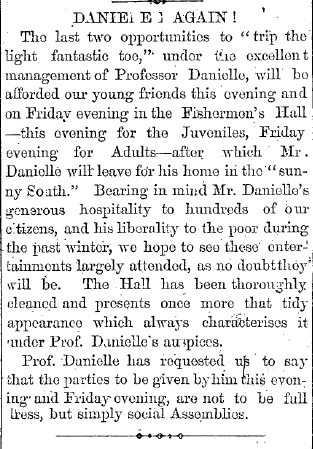 DANIELLE AGAIN!
The last two opportunities to "trip the
light fantastic toe," under the excellent
management of Professor Danielle, will be
afforded our young friends this evening and
on Friday evening in the Fishermen's Hall
—this evening for the Juveniles, Friday
evening for Adults—after which Mr.
Danielle will leave for his home in the "sun-
ny South." Bearing in mind Mr. Danielle's
generous hospitality to hundreds of our
citizens, and his liberality to the poor during
the past winter, we hope to see these enter-
tainments largely attended, as no doubt they
will be. The Hall has been thoroughly
cleaned and presents once more that tidy
appearance which always characterises it
under Prof. Danielle's auspices.
Prof. Danielle has requested us to say
that the parties to be given by him this even-
ing and Friday evening, are not to be full
dress, but simply social Assemblies.